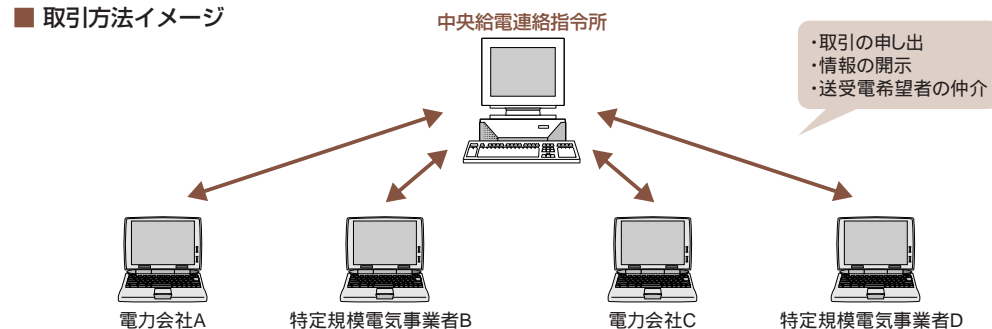 ■ 取引方法イメージ
中央給電連絡指令所
・取引の申し出
・情報の開示
・送受電希望者の仲介
電力会社A
特定規模電気事業者B
電力会社C
特定規模電気事業者D